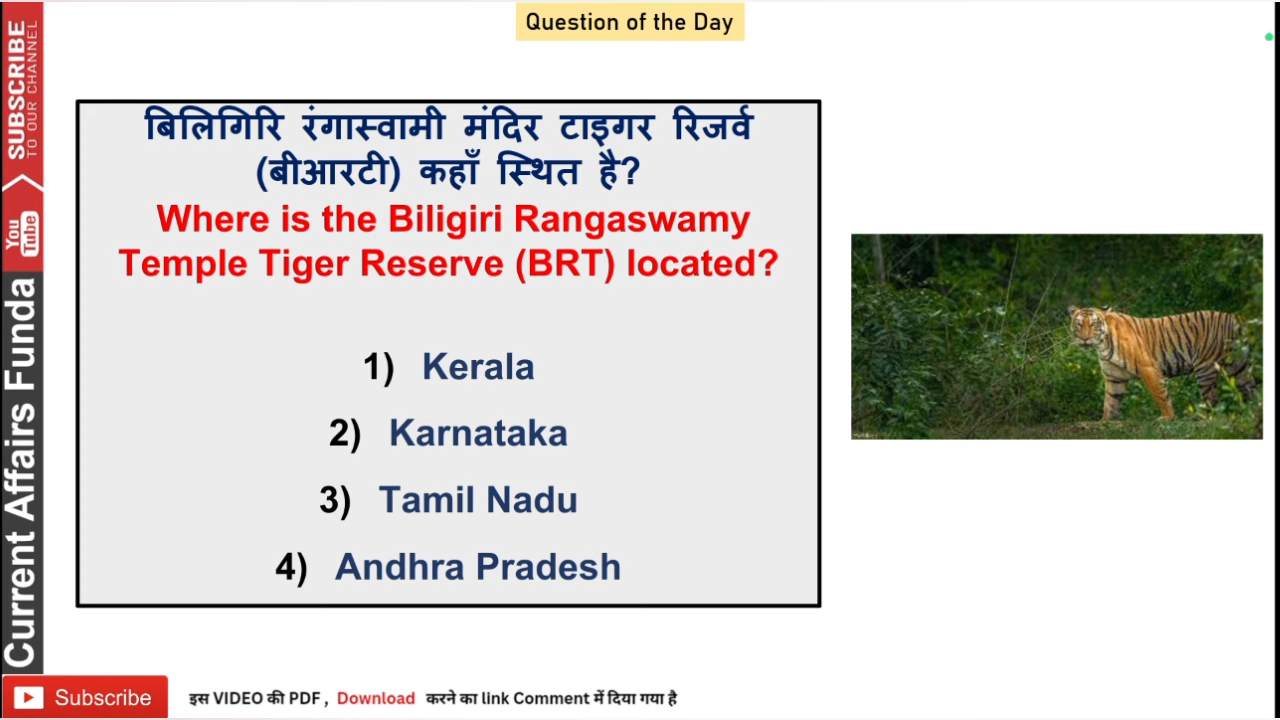 Question of the Day
बिलिगिरि रंगास्वामी मंदिर टाइगर रिजर्व
(बीआरटी) कहाँ स्थित है?
Where is the Biligiri Rangaswamy
Temple Tiger Reserve (BRT) located?
1) Kerala
2) Karnataka
3) Tamil Nadu
4) Andhra Pradesh
SUBSCRIBE
TO OUR CHANNEL
You
Tube
Current Affairs Funda
Subscribe
इस VIDEO की PDF , Download करने का link Comment में दिया गया है